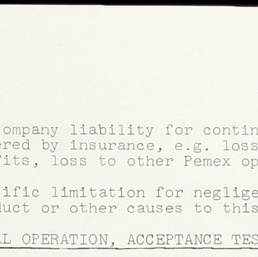 ompany liability for contin
ered by insurance, e.g. loss
fits, loss to other Pemex op
ific limitation for neglige
duct or other causes to this
L OPERATION, ACCEPTANCE TES